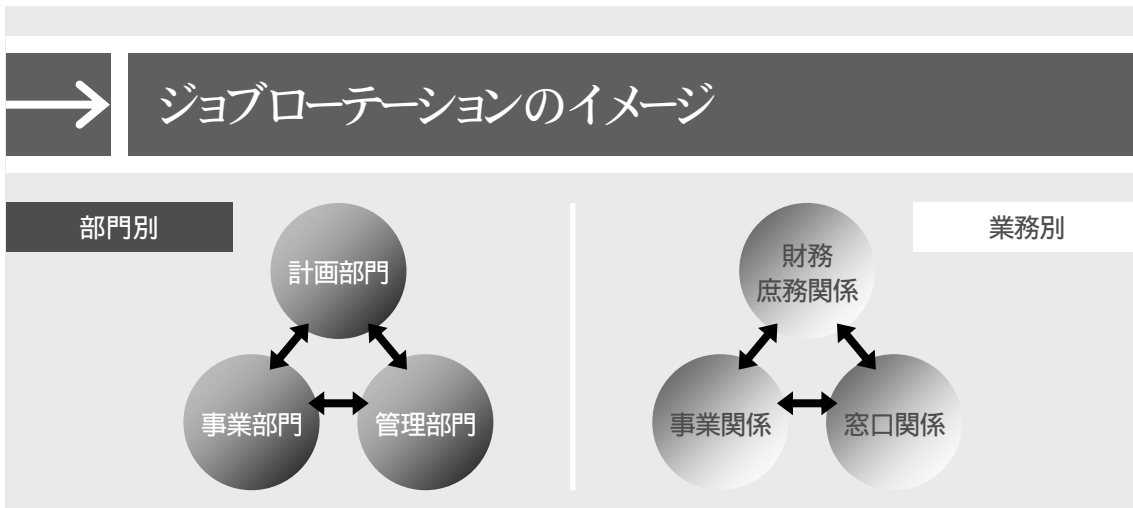 ジョブローテーションのイメージ
部門別
計画部門
事業部門
管理部門
業務別
財務
庶務関係
事業関係
窓口関係